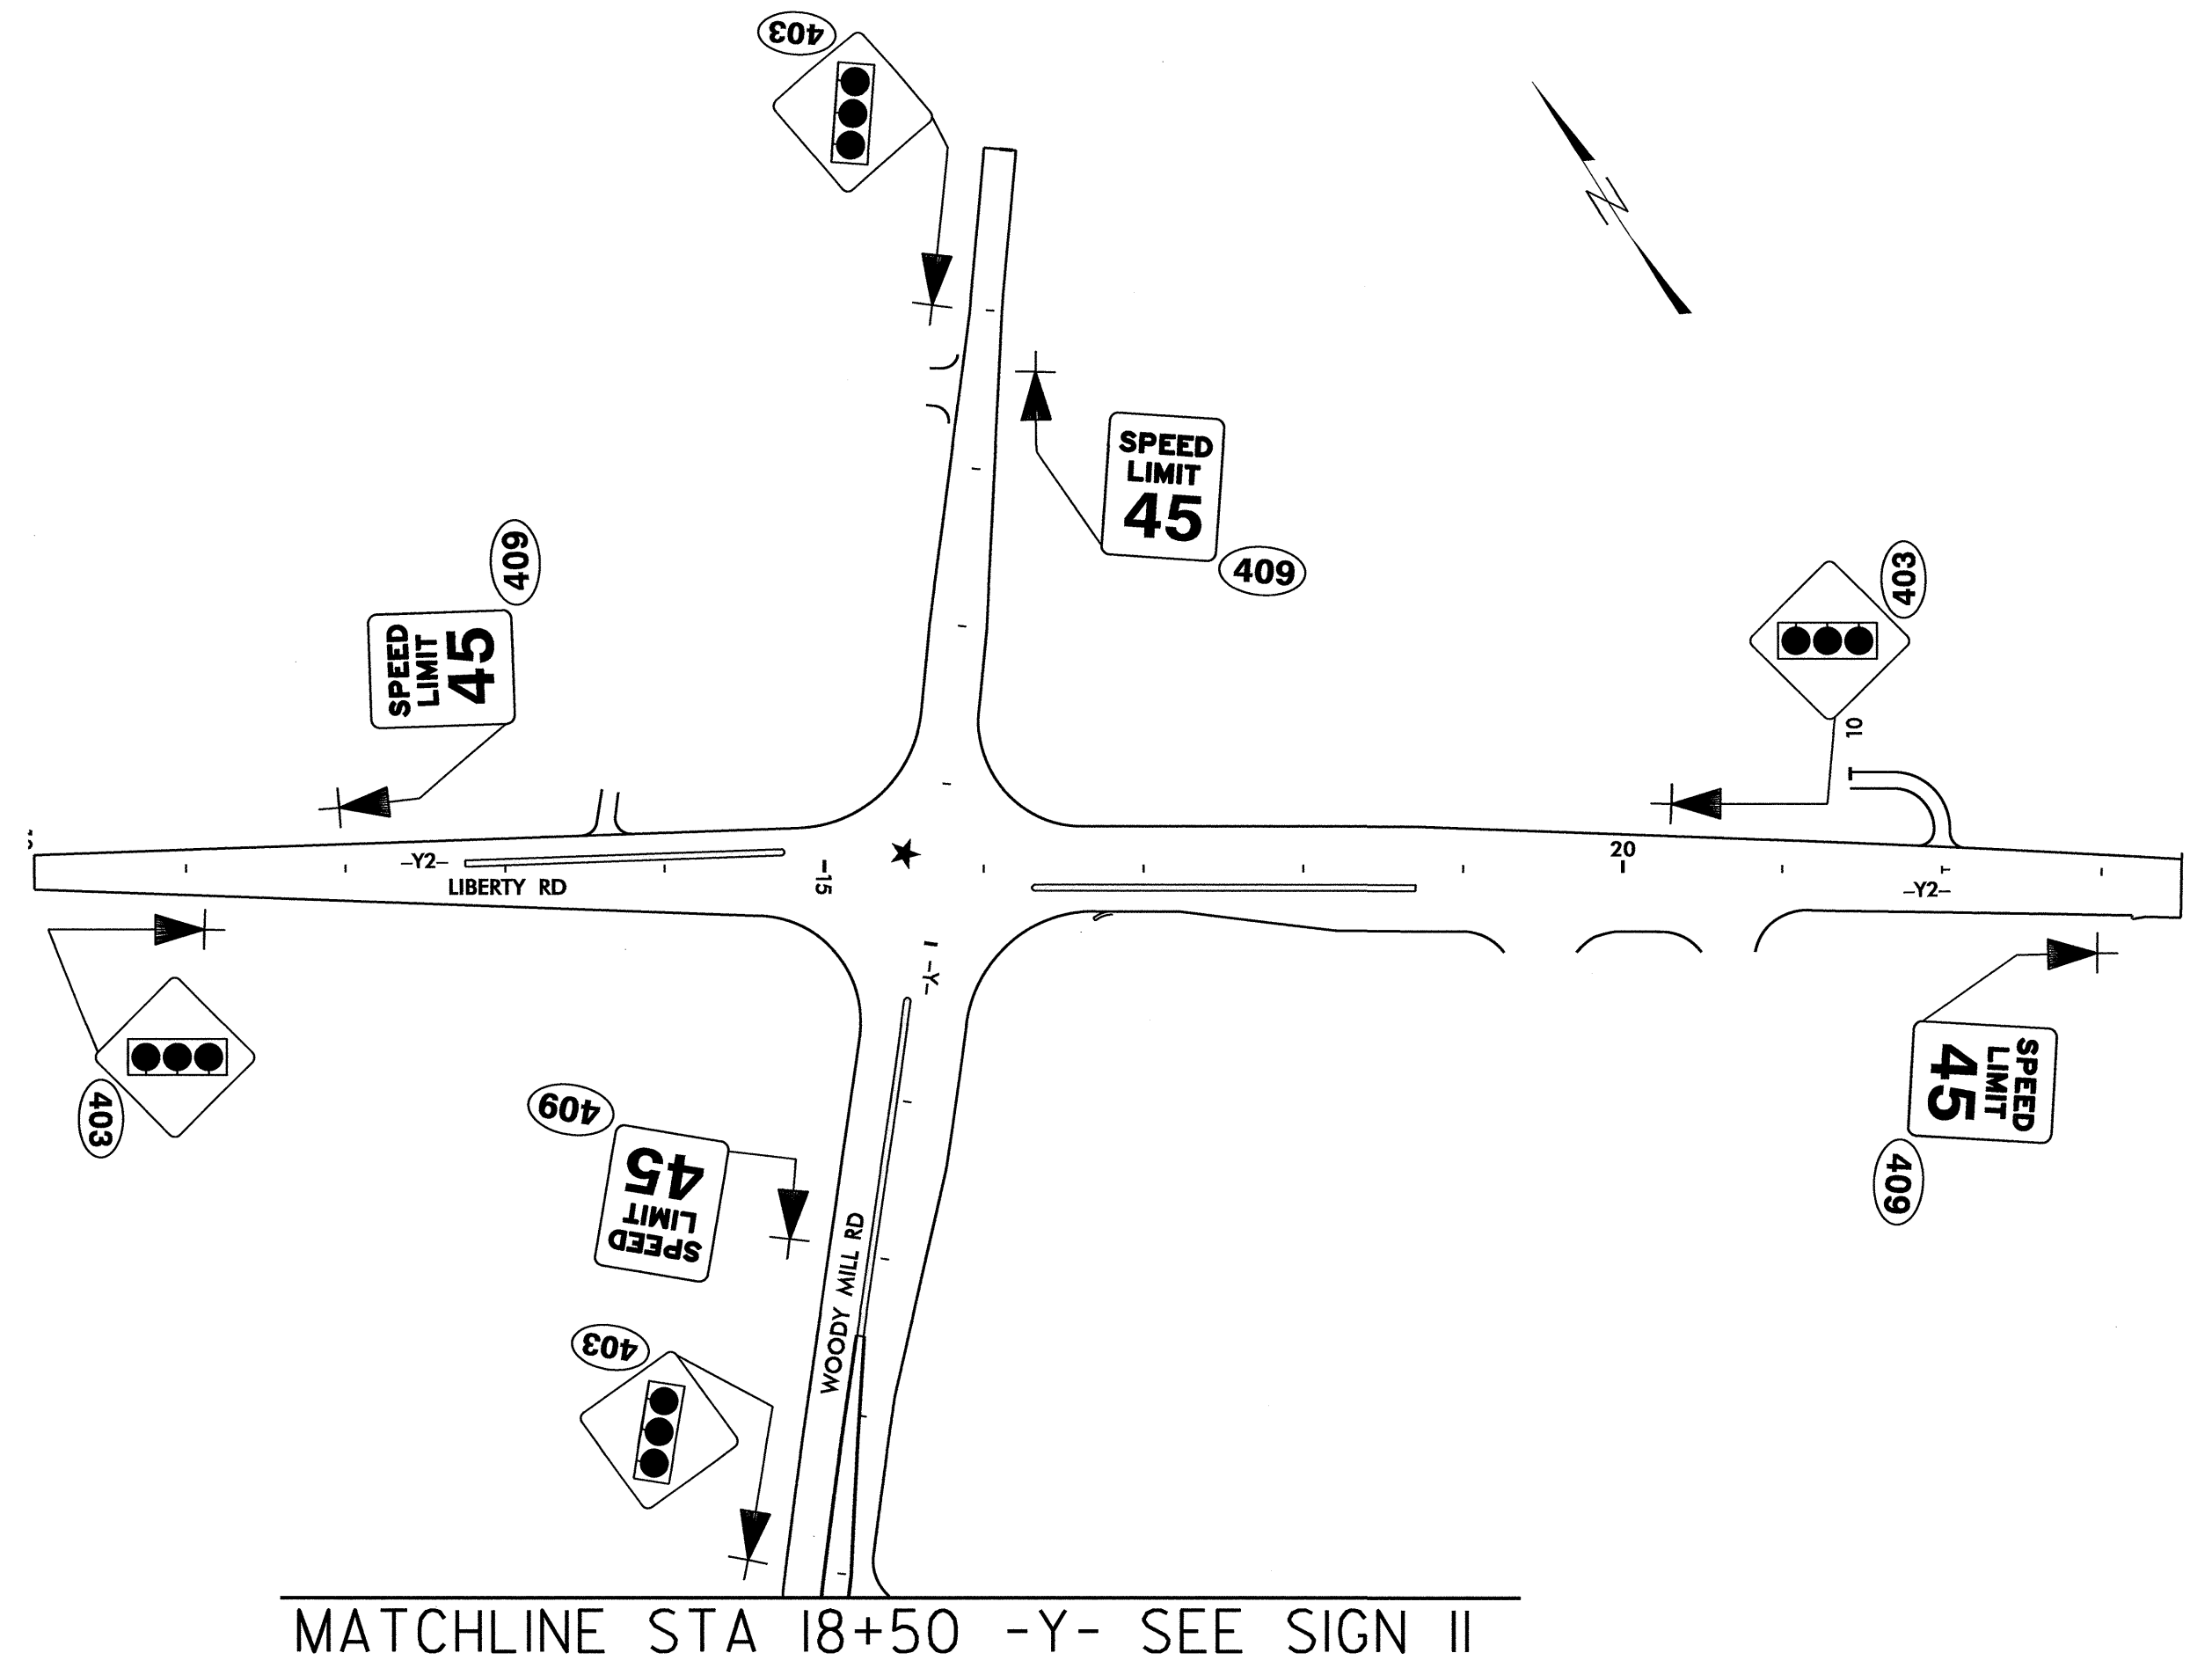 403
SPEED
LIMIT
45
409
409
SPEED
LIMIT
45
403
10
-Y2-
LIBERTY RD
15
20
-Y2-
-Y-
403
409
SPEED
LIMIT
45
SPEED
LIMIT
45
409
WOODY MILL RD
403
N
MATCHLINE STA 18+50 -Y- SEE SIGN 11